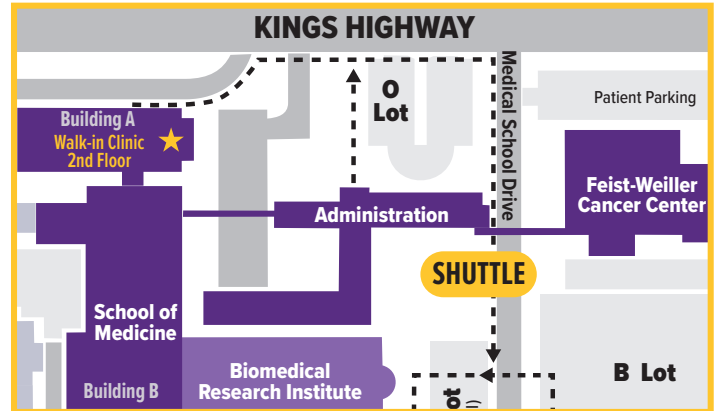 KINGS HIGHWAY
Medical School Drive
O
Lot
Patient Parking
Building A
Walk-in Clinic
2nd Floor
Feist-Weiller
Cancer Center
Administration
SHUTTLE
School of
Medicine
Biomedical
Research Institute
B Lot
Building B